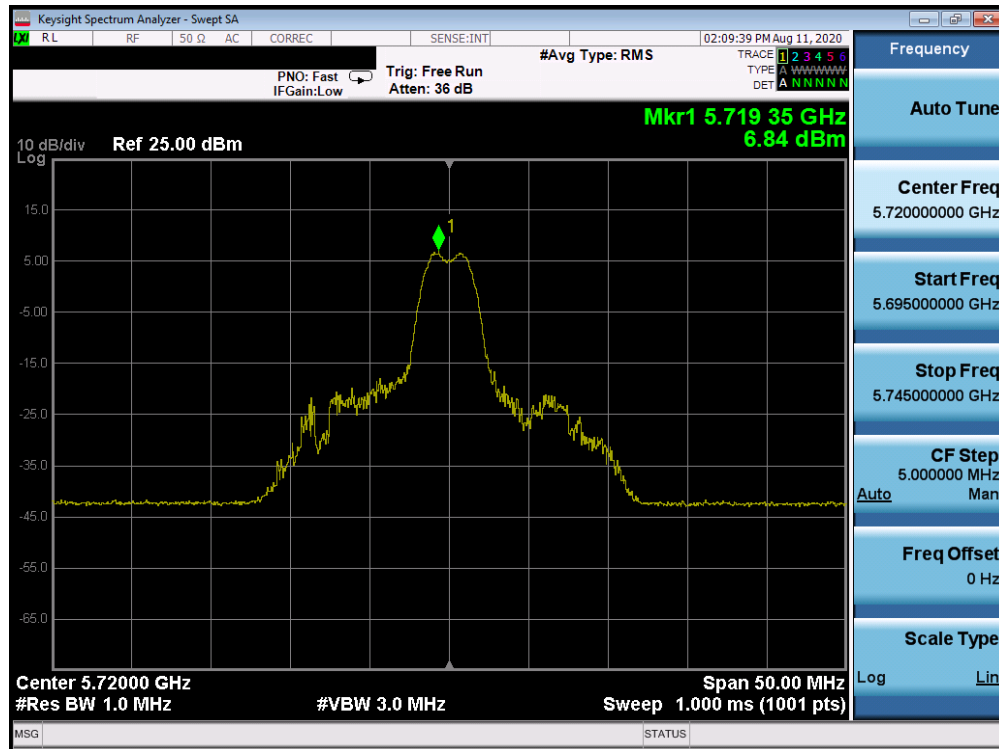 Keysight Spectrum Analyzer - Swept SA
LXI RL RF 50 Ω AC CORREC SENSE:INT 02:09:39 PM Aug 11, 2020
#Avg Type: RMS TRACE 1 2 3 4 5 6
PNO: Fast Trig: Free Run TYPE A WWWWW
IFGain:Low Atten: 36 dB DET A N N N N N
Mkr1 5.719 35 GHz
6.84 dBm
10 dB/div Ref 25.00 dBm
Log
1
15.0
5.00
-5.00
-15.0
-25.0
-35.0
-45.0
-55.0
-65.0
Center 5.72000 GHz Span 50.00 MHz
#Res BW 1.0 MHz #VBW 3.0 MHz Sweep 1.000 ms (1001 pts)
MSG STATUS
Frequency
Auto Tune
Center Freq
5.720000000 GHz
Start Freq
5.695000000 GHz
Stop Freq
5.745000000 GHz
CF Step
5.000000 MHz
Auto Man
Freq Offset
0 Hz
Scale Type
Log Lin